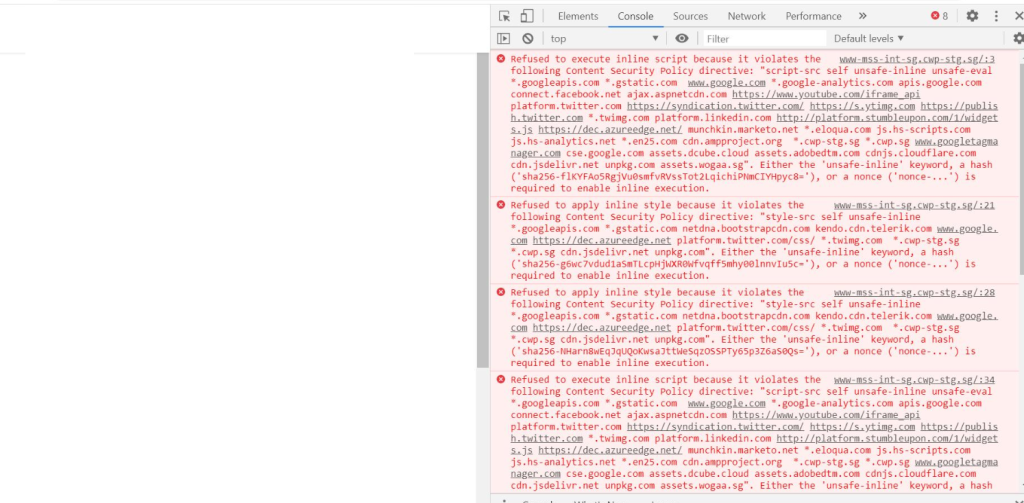 Elements Console Sources Network Performance » 8
top Filter Default levels ▼
Refused to execute inline script because it violates the www-mss-int-sg.cwp-stg.sg/:3
following Content Security Policy directive: "script-src self unsafe-inline unsafe-eval
*.googleapis.com *.gstatic.com www.google.com *.google-analytics.com apis.google.com
connect.facebook.net ajax.aspnetcdn.com https://www.youtube.com/iframe_api
platform.twitter.com https://syndication.twitter.com/ https://s.ytimg.com https://publis
h.twitter.com *.twimg.com platform.linkedin.com http://platform.stumbleupon.com/1/widget
s.js https://dec.azureedge.net/ munchkin.marketo.net *.eloqua.com js.hs-scripts.com
js.hs-analytics.net *.en25.com cdn.ampproject.org *.cwp-stg.sg *.cwp.sg www.googletagma
nager.com cse.google.com assets.dcube.cloud assets.adobedtm.com cdnjs.cloudflare.com
cdn.jsdelivr.net unpkg.com assets.wogaa.sg". Either the 'unsafe-inline' keyword, a hash
('sha256-flKYFAo5RgjVu0smfvRVssTot2LqichiPNmCIYHpyc8='), or a nonce ('nonce-...') is
required to enable inline execution.
Refused to apply inline style because it violates the www-mss-int-sg.cwp-stg.sg/:21
following Content Security Policy directive: "style-src self unsafe-inline
*.googleapis.com *.gstatic.com netdna.bootstrapcdn.com kendo.cdn.telerik.com www.google.
com https://dec.azureedge.net platform.twitter.com/css/ *.twimg.com *.cwp-stg.sg
*.cwp.sg cdn.jsdelivr.net unpkg.com". Either the 'unsafe-inline' keyword, a hash
('sha256-g6wc7vdud1aSmTLcpHjWXR0Wfvqff5mhy00lnnvIu5c='), or a nonce ('nonce-...') is
required to enable inline execution.
Refused to apply inline style because it violates the www-mss-int-sg.cwp-stg.sg/:28
following Content Security Policy directive: "style-src self unsafe-inline
*.googleapis.com *.gstatic.com netdna.bootstrapcdn.com kendo.cdn.telerik.com www.google.
com https://dec.azureedge.net platform.twitter.com/css/ *.twimg.com *.cwp-stg.sg
*.cwp.sg cdn.jsdelivr.net unpkg.com". Either the 'unsafe-inline' keyword, a hash
('sha256-NHarn8wEqJqUQoKwsaJttWeSqzOSSPTy65p3Z6aS0Qs='), or a nonce ('nonce-...') is
required to enable inline execution.
Refused to execute inline script because it violates the www-mss-int-sg.cwp-stg.sg/:34
following Content Security Policy directive: "script-src self unsafe-inline unsafe-eval
*.googleapis.com *.gstatic.com www.google.com *.google-analytics.com apis.google.com
connect.facebook.net ajax.aspnetcdn.com https://www.youtube.com/iframe_api
platform.twitter.com https://syndication.twitter.com/ https://s.ytimg.com https://publis
h.twitter.com *.twimg.com platform.linkedin.com http://platform.stumbleupon.com/1/widget
s.js https://dec.azureedge.net/ munchkin.marketo.net *.eloqua.com js.hs-scripts.com
js.hs-analytics.net *.en25.com cdn.ampproject.org *.cwp-stg.sg *.cwp.sg www.googletagma
nager.com cse.google.com assets.dcube.cloud assets.adobedtm.com cdnjs.cloudflare.com
cdn.jsdelivr.net unpkg.com assets.wogaa.sg". Either the 'unsafe-inline' keyword, a hash